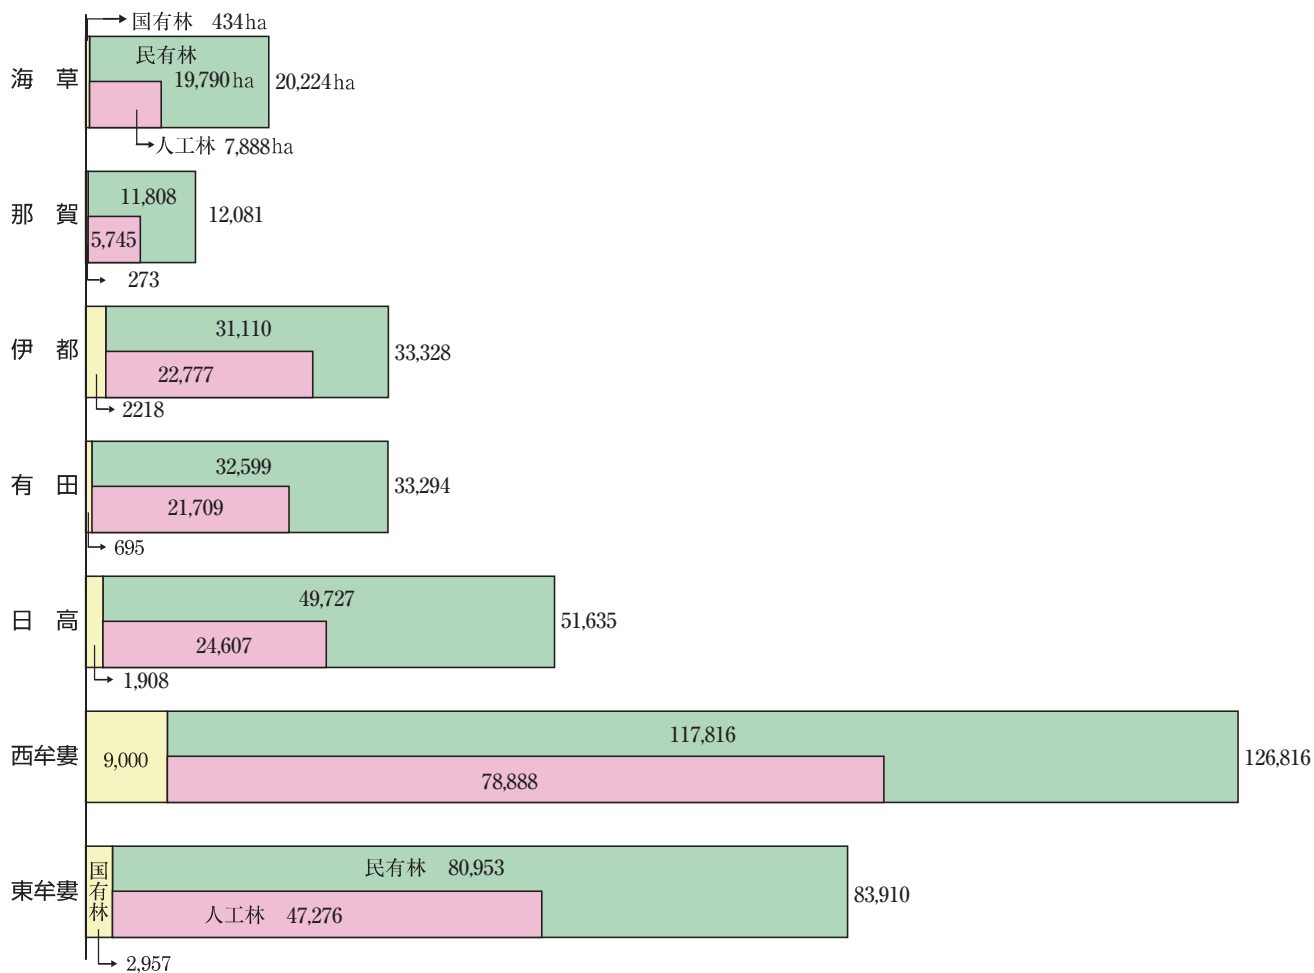 国有林 434ha
民有林
海 草 19,790ha 20,224ha
人工林 7,888ha
11,808
那 賀 12,081
5,745
273
31,110
伊 都 33,328
22,777
2218
32,599
有 田 33,294
21,709
695
49,727
日 高 51,635
24,607
1,908
117,816
西牟婁 9,000 126,816
78,888
民有林 80,953
東牟婁 国有林 83,910
人工林 47,276
2,957